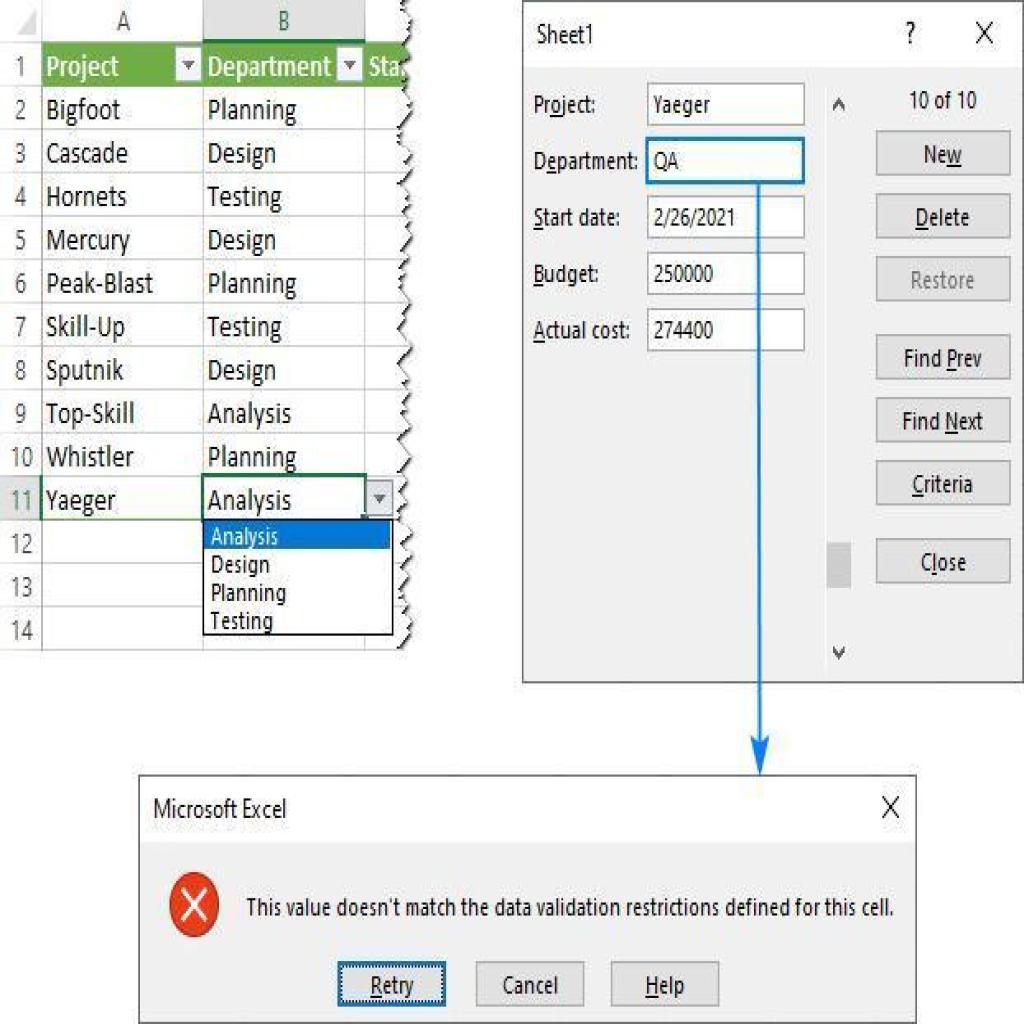 A B
1 Project Department Sta
2 Bigfoot Planning
3 Cascade Design
4 Hornets Testing
5 Mercury Design
6 Peak-Blast Planning
7 Skill-Up Testing
8 Sputnik Design
9 Top-Skill Analysis
10 Whistler Planning
11 Yaeger Analysis
Analysis
Design
Planning
Testing
12
13
14
Sheet1 ? X
Project: Yaeger
Department: QA
Start date: 2/26/2021
Budget: 250000
Actual cost: 274400
10 of 10
New
Delete
Restore
Find Prev
Find Next
Criteria
Close
Microsoft Excel X
This value doesn't match the data validation restrictions defined for this cell.
Retry Cancel Help